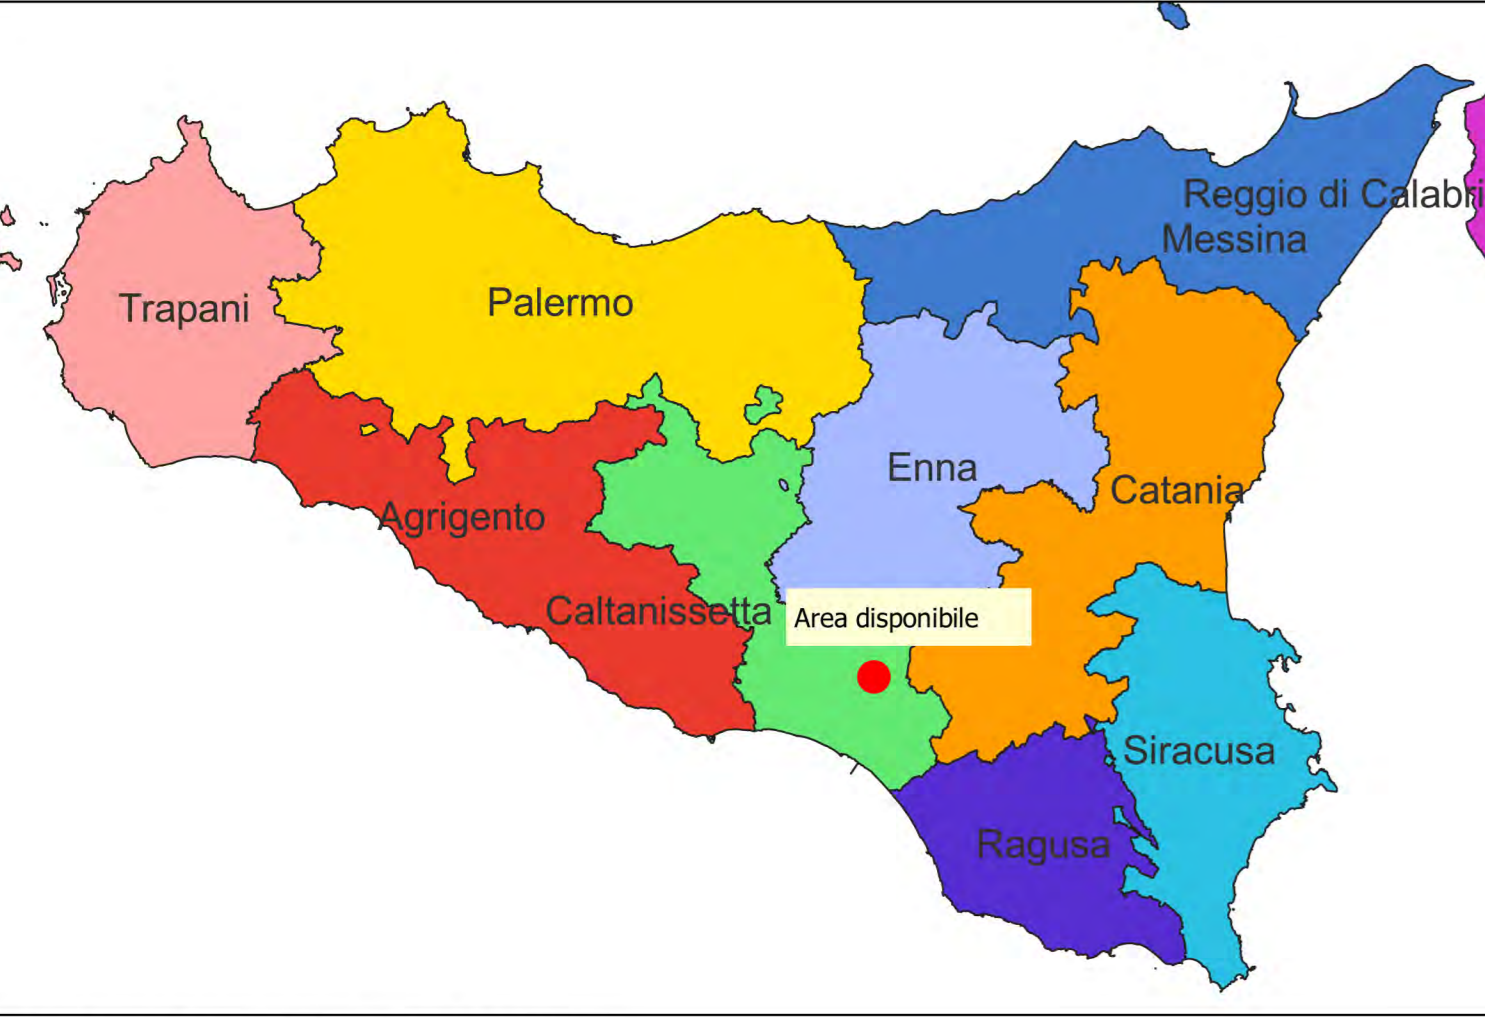 Reggio di Calabri
Messina
Trapani
Palermo
Enna
Catania
Agrigento
Caltanissetta
Area disponibile
Siracusa
Ragusa